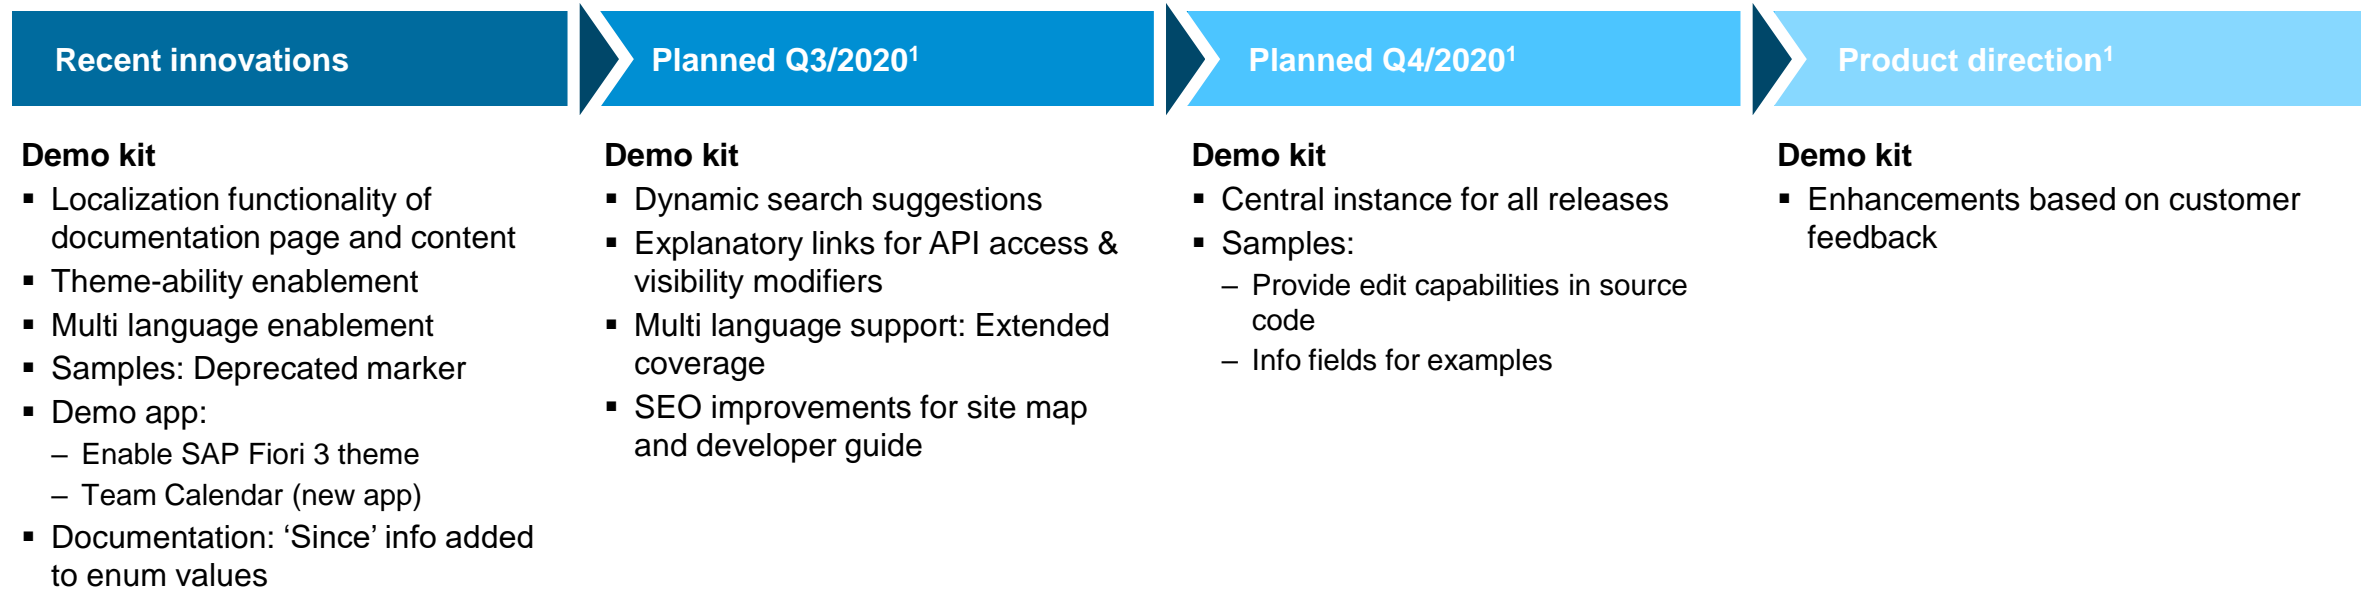 Recent innovations
Planned Q3/2020¹
Planned Q4/2020¹
Product direction¹
Demo kit
▪ Localization functionality of
documentation page and content
▪ Theme-ability enablement
▪ Multi language enablement
▪ Samples: Deprecated marker
▪ Demo app:
– Enable SAP Fiori 3 theme
– Team Calendar (new app)
▪ Documentation: ‘Since’ info added
to enum values
Demo kit
▪ Dynamic search suggestions
▪ Explanatory links for API access &
visibility modifiers
▪ Multi language support: Extended
coverage
▪ SEO improvements for site map
and developer guide
Demo kit
▪ Central instance for all releases
▪ Samples:
– Provide edit capabilities in source
code
– Info fields for examples
Demo kit
▪ Enhancements based on customer
feedback